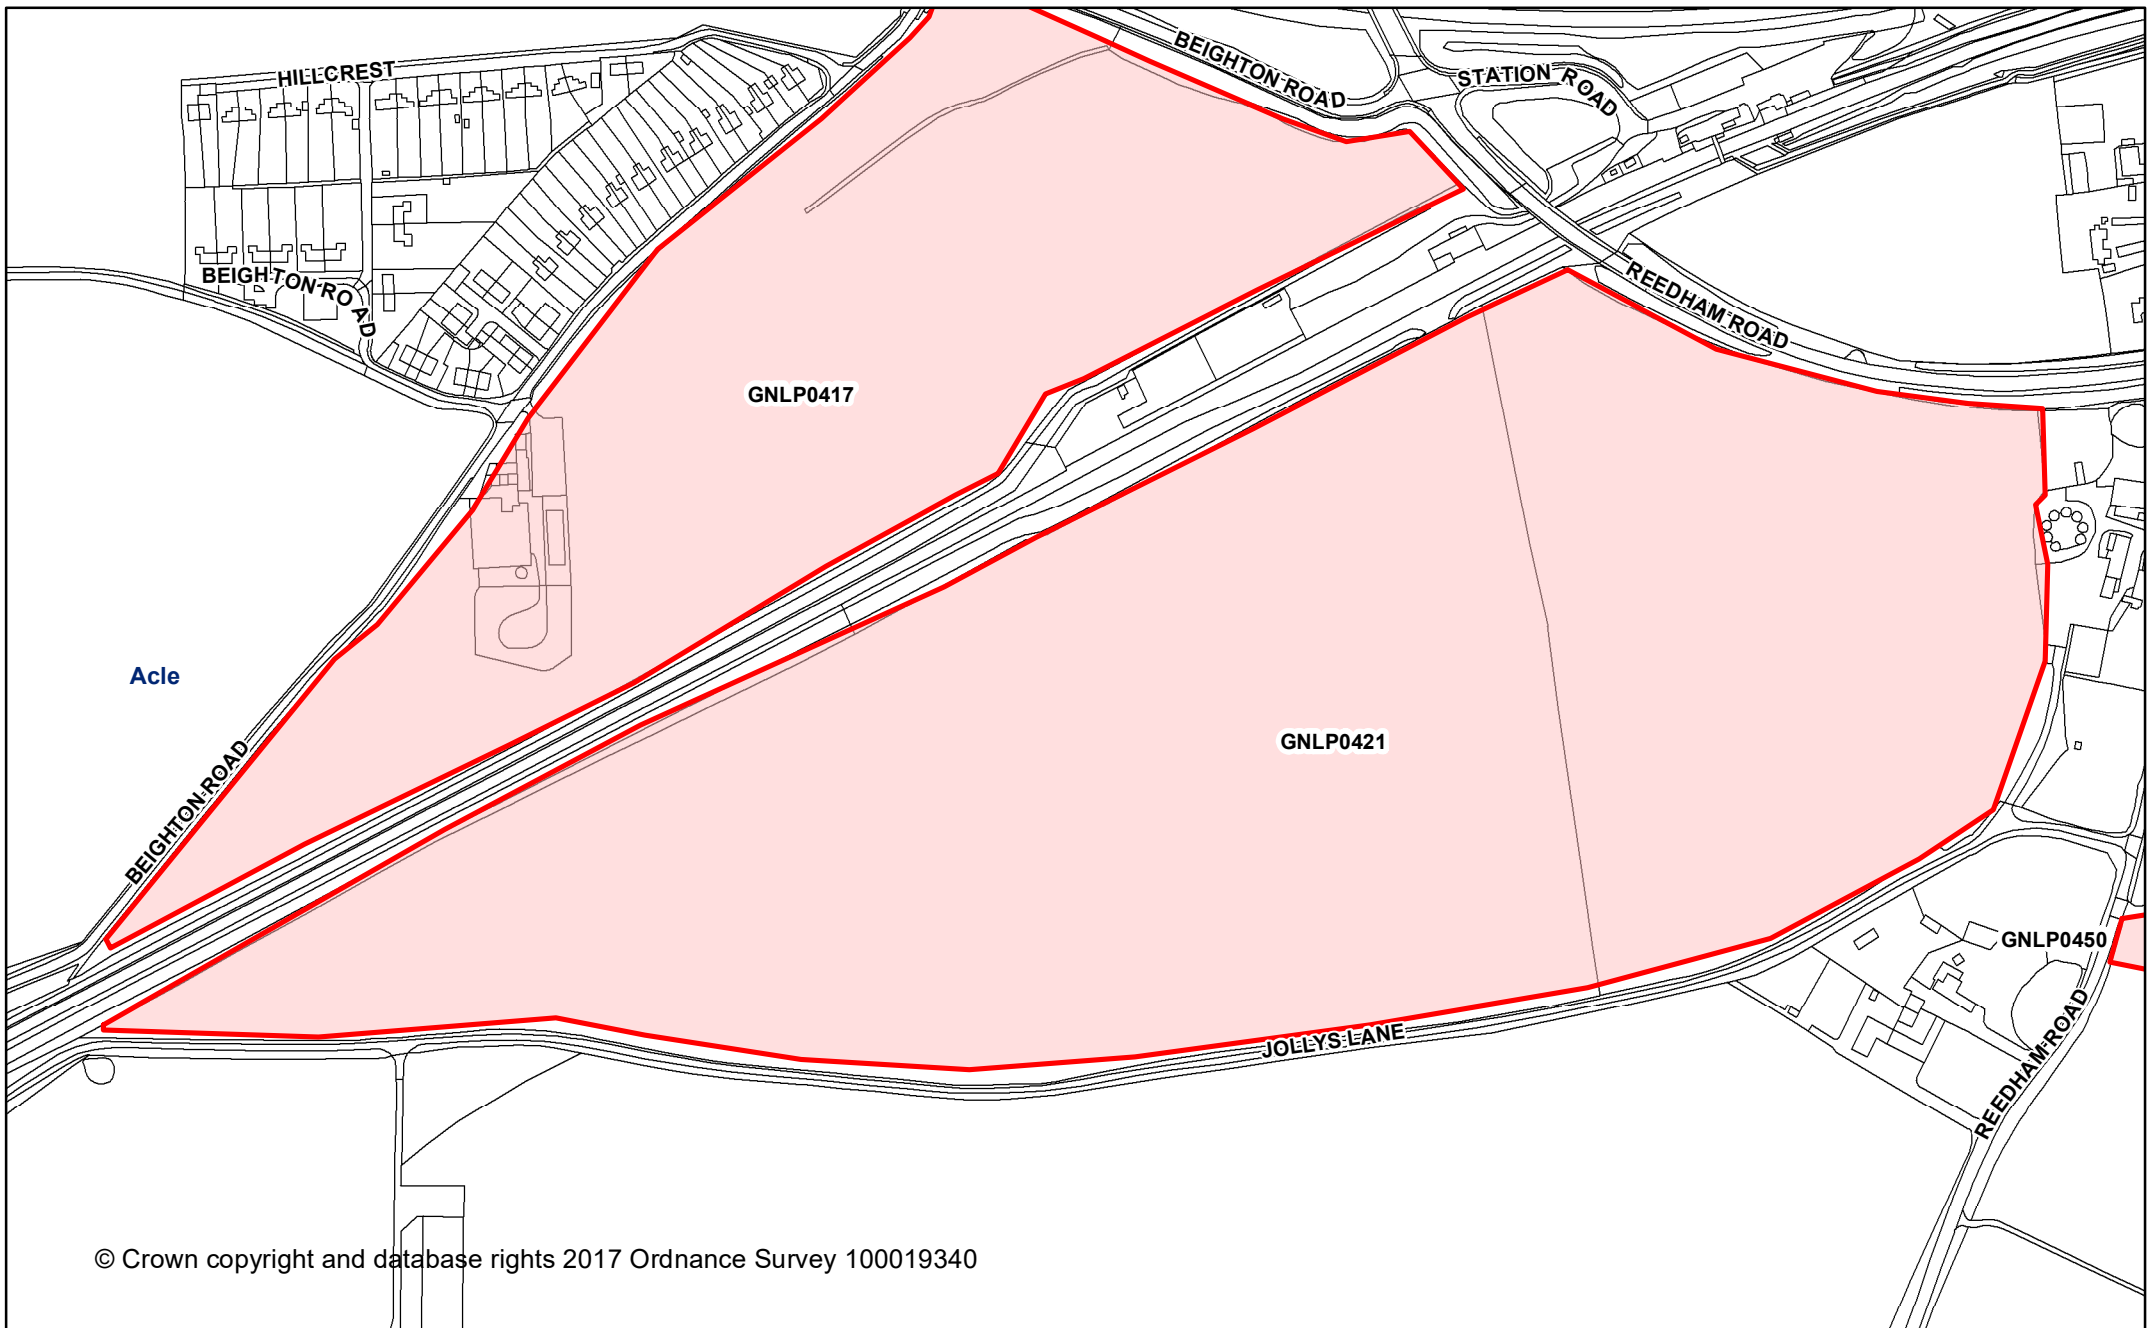 BEIGHTON ROAD
STATION ROAD
HILLCREST
BEIGHTON ROAD
REEDHAM ROAD
GNLP0417
Acle
GNLP0421
BEIGHTON ROAD
GNLP0450
JOLLYS LANE
REEDHAM ROAD
© Crown copyright and database rights 2017 Ordnance Survey 100019340